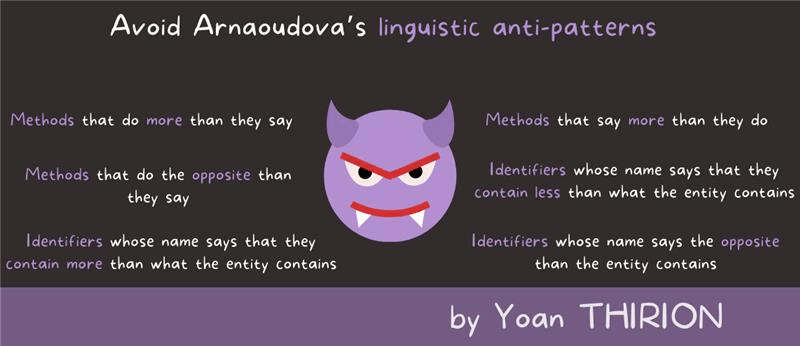 Avoid Arnaoudova's linguistic anti-patterns
Methods that do more than they say
Methods that do the opposite than
they say
Identifiers whose name says that they
contain more than what the entity contains
Methods that say more than they do
Identifiers whose name says that they
contain less than what the entity contains
Identifiers whose name says the opposite
than the entity contains
by Yoan THIRION